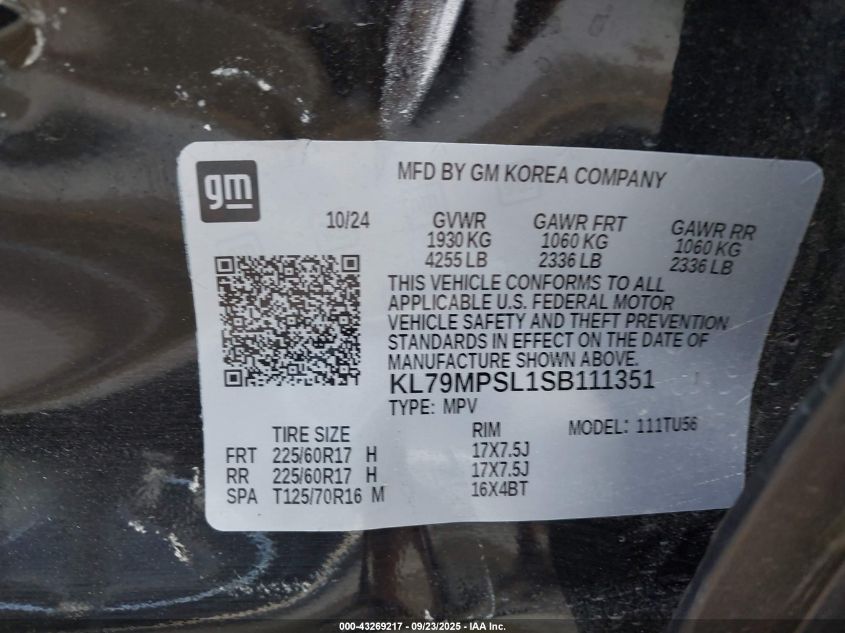 gm
MFD BY GM KOREA COMPANY
10/24 GVWR GAWR FRT GAWR RR
1930 KG 1060 KG 1060 KG
4255 LB 2336 LB 2336 LB
THIS VEHICLE CONFORMS TO ALL
APPLICABLE U.S. FEDERAL MOTOR
VEHICLE SAFETY AND THEFT PREVENTION
STANDARDS IN EFFECT ON THE DATE OF
MANUFACTURE SHOWN ABOVE.
KL79MPSL1SB111351
TYPE: MPV
TIRE SIZE RIM MODEL: 111TU56
FRT 225/60R17 H 17X7.5J
RR 225/60R17 H 17X7.5J
SPA T125/70R16 M 16X4BT
000-43269217 - 09/23/2025 - IAA Inc.